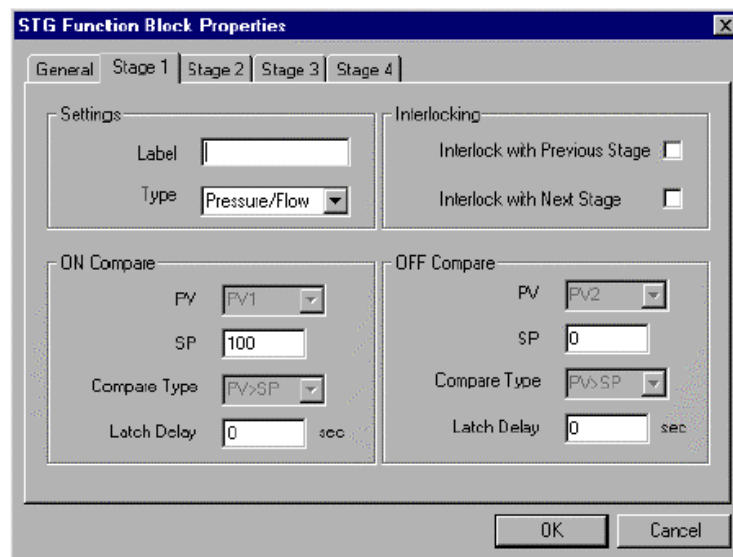 STG Function Block Properties
General Stage 1 Stage 2 Stage 3 Stage 4
Settings
Label
Type Pressure/Flow
Interlocking
Interlock with Previous Stage
Interlock with Next Stage
ON Compare
PV PV1
SP 100
Compare Type PV>SP
Latch Delay 0 sec
OFF Compare
PV PV2
SP 0
Compare Type PV>SP
Latch Delay 0 sec
OK Cancel